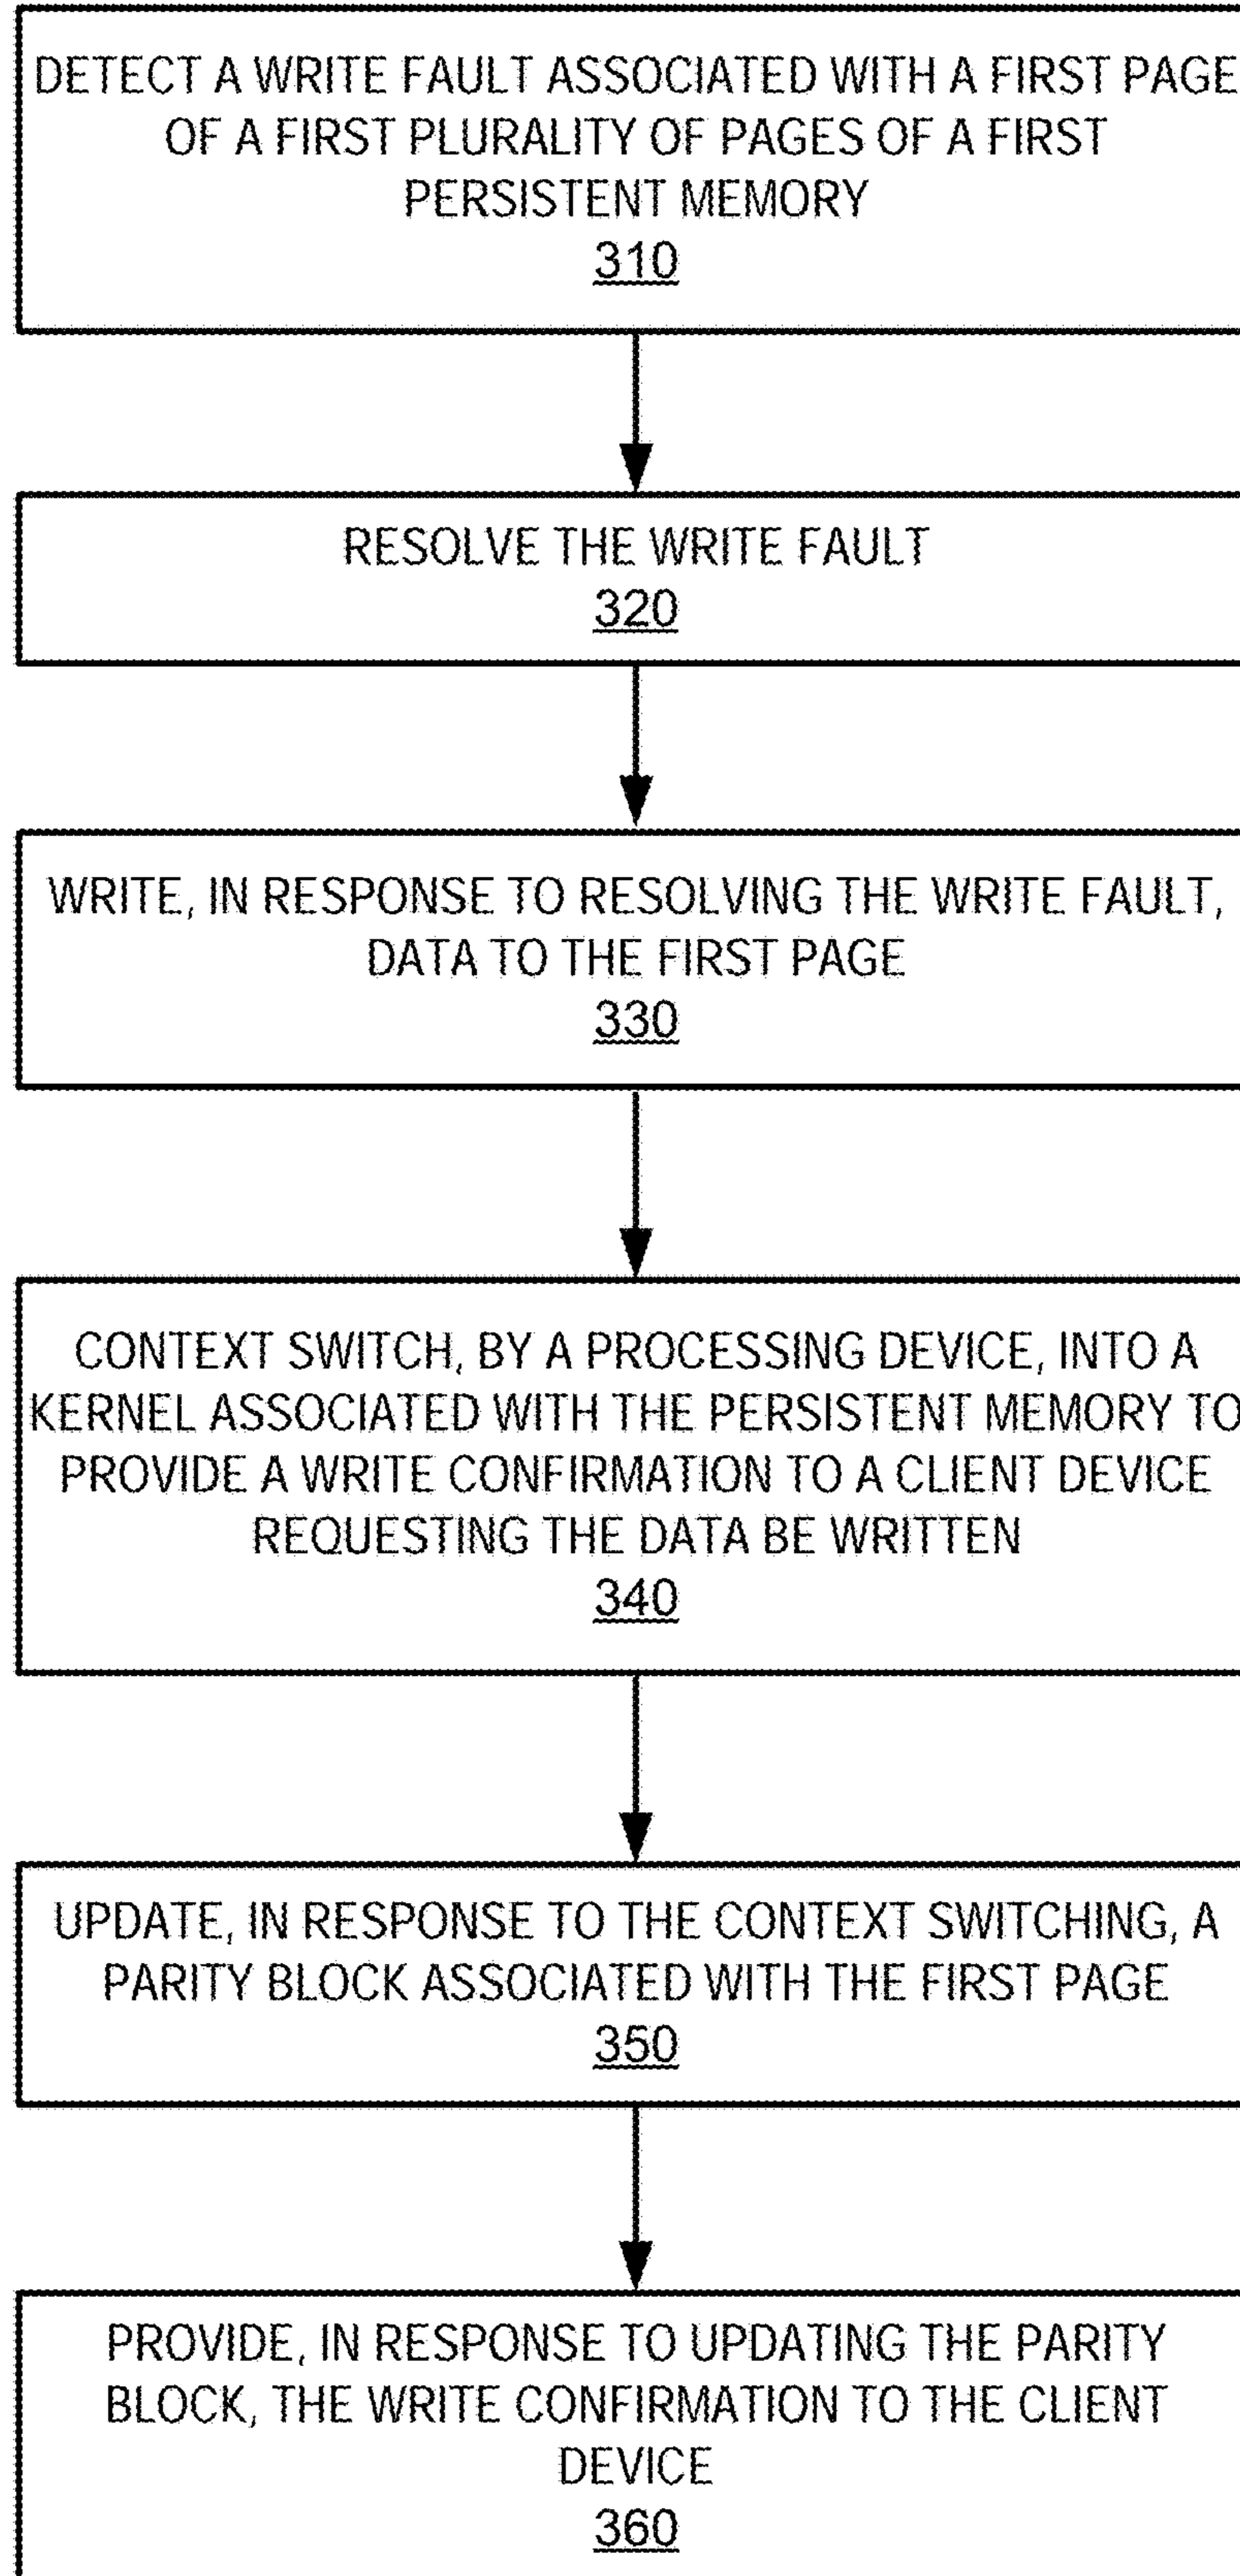 DETECT A WRITE FAULT ASSOCIATED WITH A FIRST PAGE
OF A FIRST PLURALITY OF PAGES OF A FIRST
PERSISTENT MEMORY
310
RESOLVE THE WRITE FAULT
320
WRITE, IN RESPONSE TO RESOLVING THE WRITE FAULT,
DATA TO THE FIRST PAGE
330
CONTEXT SWITCH, BY A PROCESSING DEVICE, INTO A
KERNEL ASSOCIATED WITH THE PERSISTENT MEMORY TO
PROVIDE A WRITE CONFIRMATION TO A CLIENT DEVICE
REQUESTING THE DATA BE WRITTEN
340
UPDATE, IN RESPONSE TO THE CONTEXT SWITCHING, A
PARITY BLOCK ASSOCIATED WITH THE FIRST PAGE
350
PROVIDE, IN RESPONSE TO UPDATING THE PARITY
BLOCK, THE WRITE CONFIRMATION TO THE CLIENT
DEVICE
360